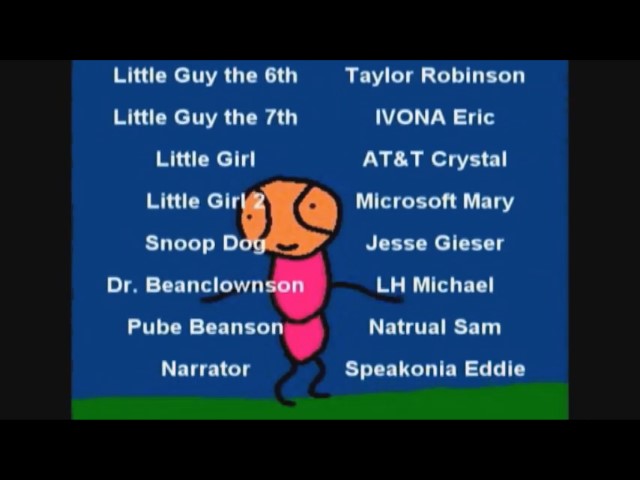 Little Guy the 6th Taylor Robinson
Little Guy the 7th IVONA Eric
Little Girl AT&T Crystal
Little Girl 2 Microsoft Mary
Snoop Dog Jesse Gieser
Dr. Beanclownson LH Michael
Pube Beanson Natrual Sam
Narrator Speakonia Eddie